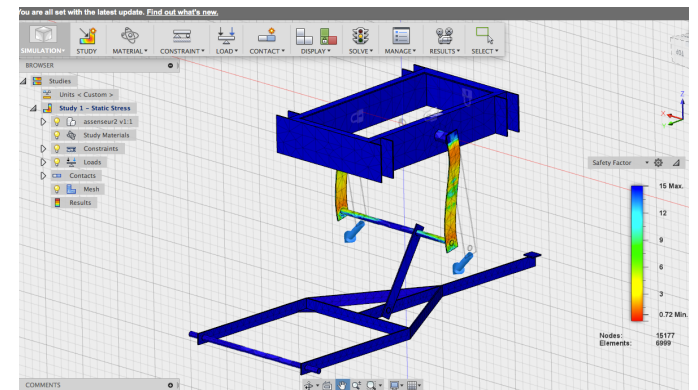 You are all set with the latest update. Find out what's new.
SIMULATION STUDY MATERIAL CONSTRAINT LOAD CONTACT DISPLAY SOLVE MANAGE RESULTS SELECT
BROWSER
Studies
Units < Custom >
Study 1 - Static Stress
assenseur2 v1:1
Study Materials
Constraints
Loads
Contacts
Mesh
Results
Z
X
Y
Safety Factor
15 Max.
12
9
6
3
0.72 Min.
Nodes: 15177
Elements: 6999
COMMENTS